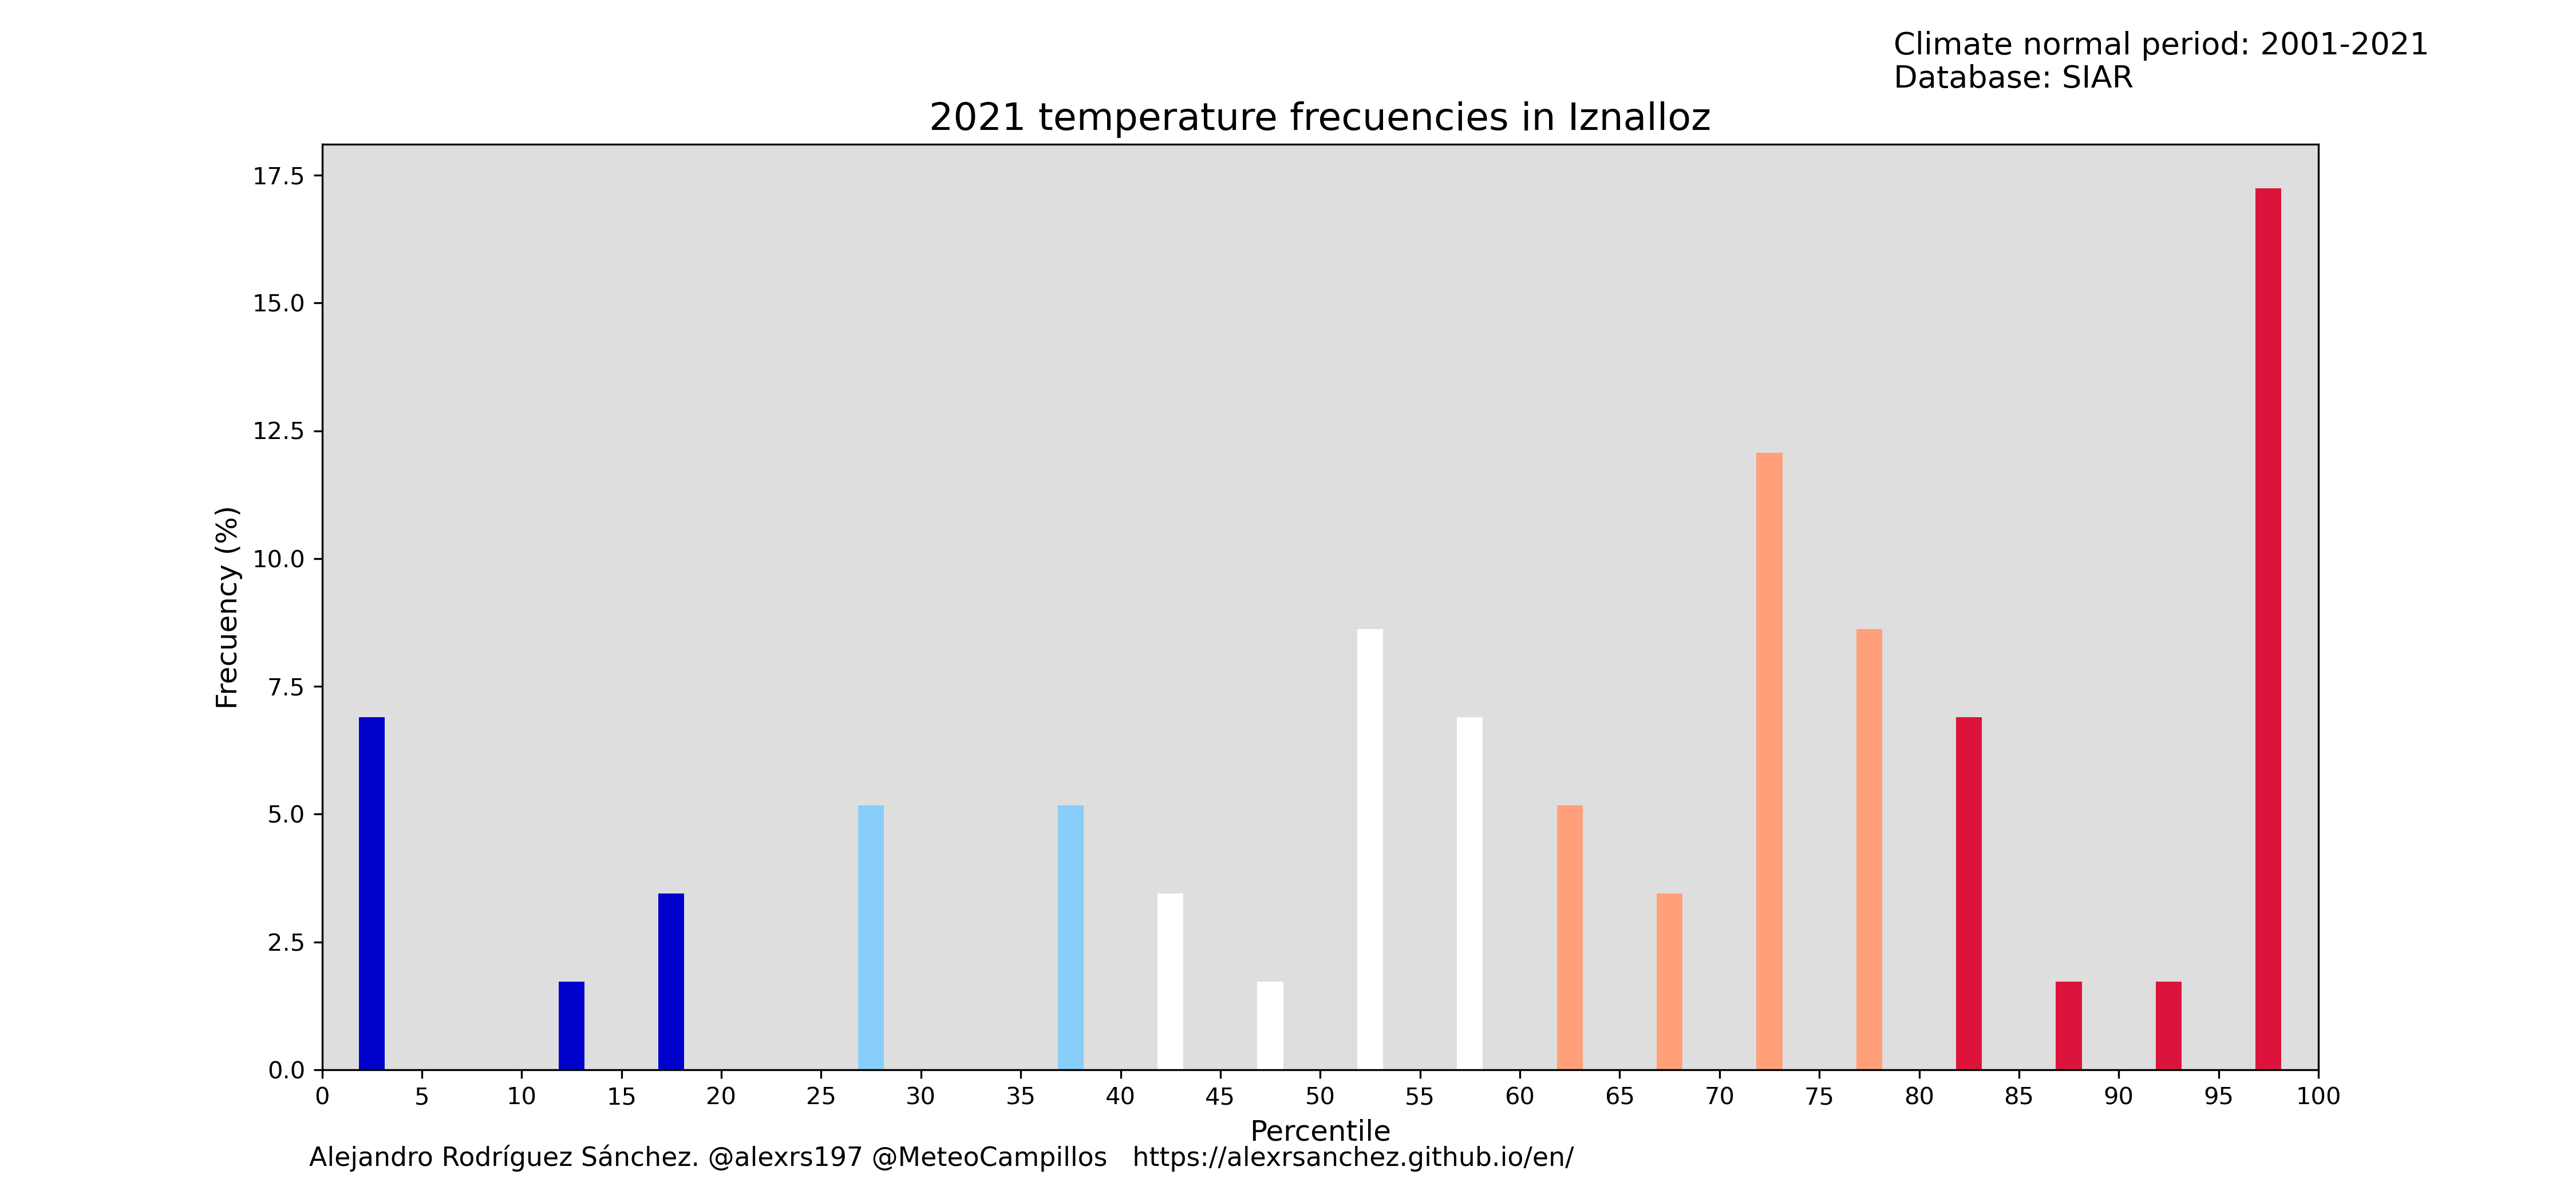 Climate normal period: 2001-2021
Database: SIAR
2021 temperature frecuencies in Iznalloz
17.5
15.0
12.5
10.0
7.5
5.0
2.5
0.0
Frecuency (%)
0 5 10 15 20 25 30 35 40 45 50 55 60 65 70 75 80 85 90 95 100
Percentile
Alejandro Rodríguez Sánchez. @alexrs197 @MeteoCampillos https://alexrsanchez.github.io/en/